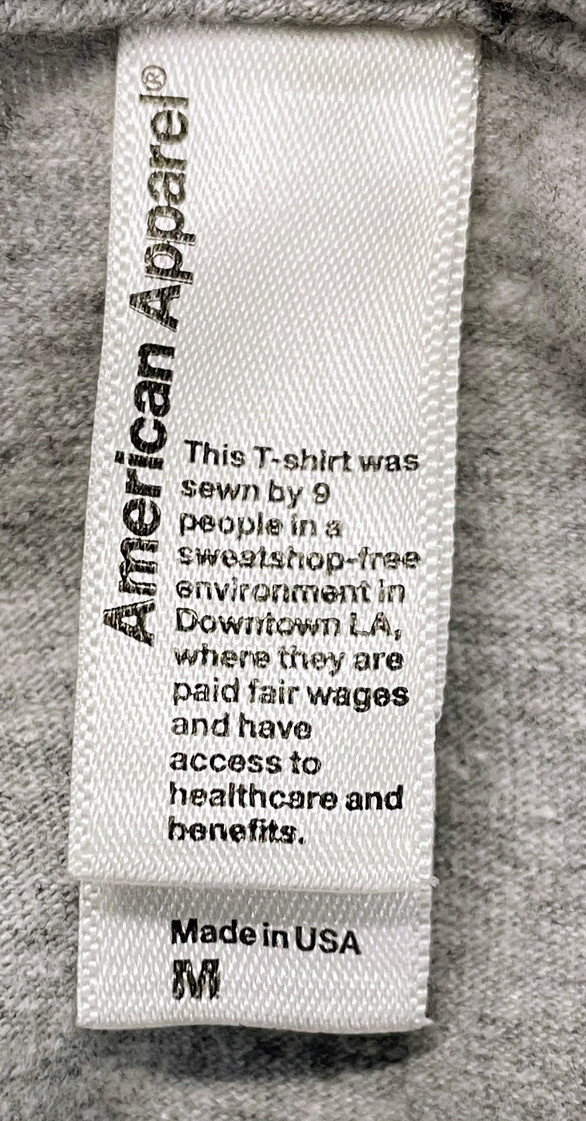 American Apparel®
This T-shirt was
sewn by 9
people in a
sweatshop-free
environment in
Downtown LA,
where they are
paid fair wages
and have
access to
healthcare and
benefits.
Made in USA
M